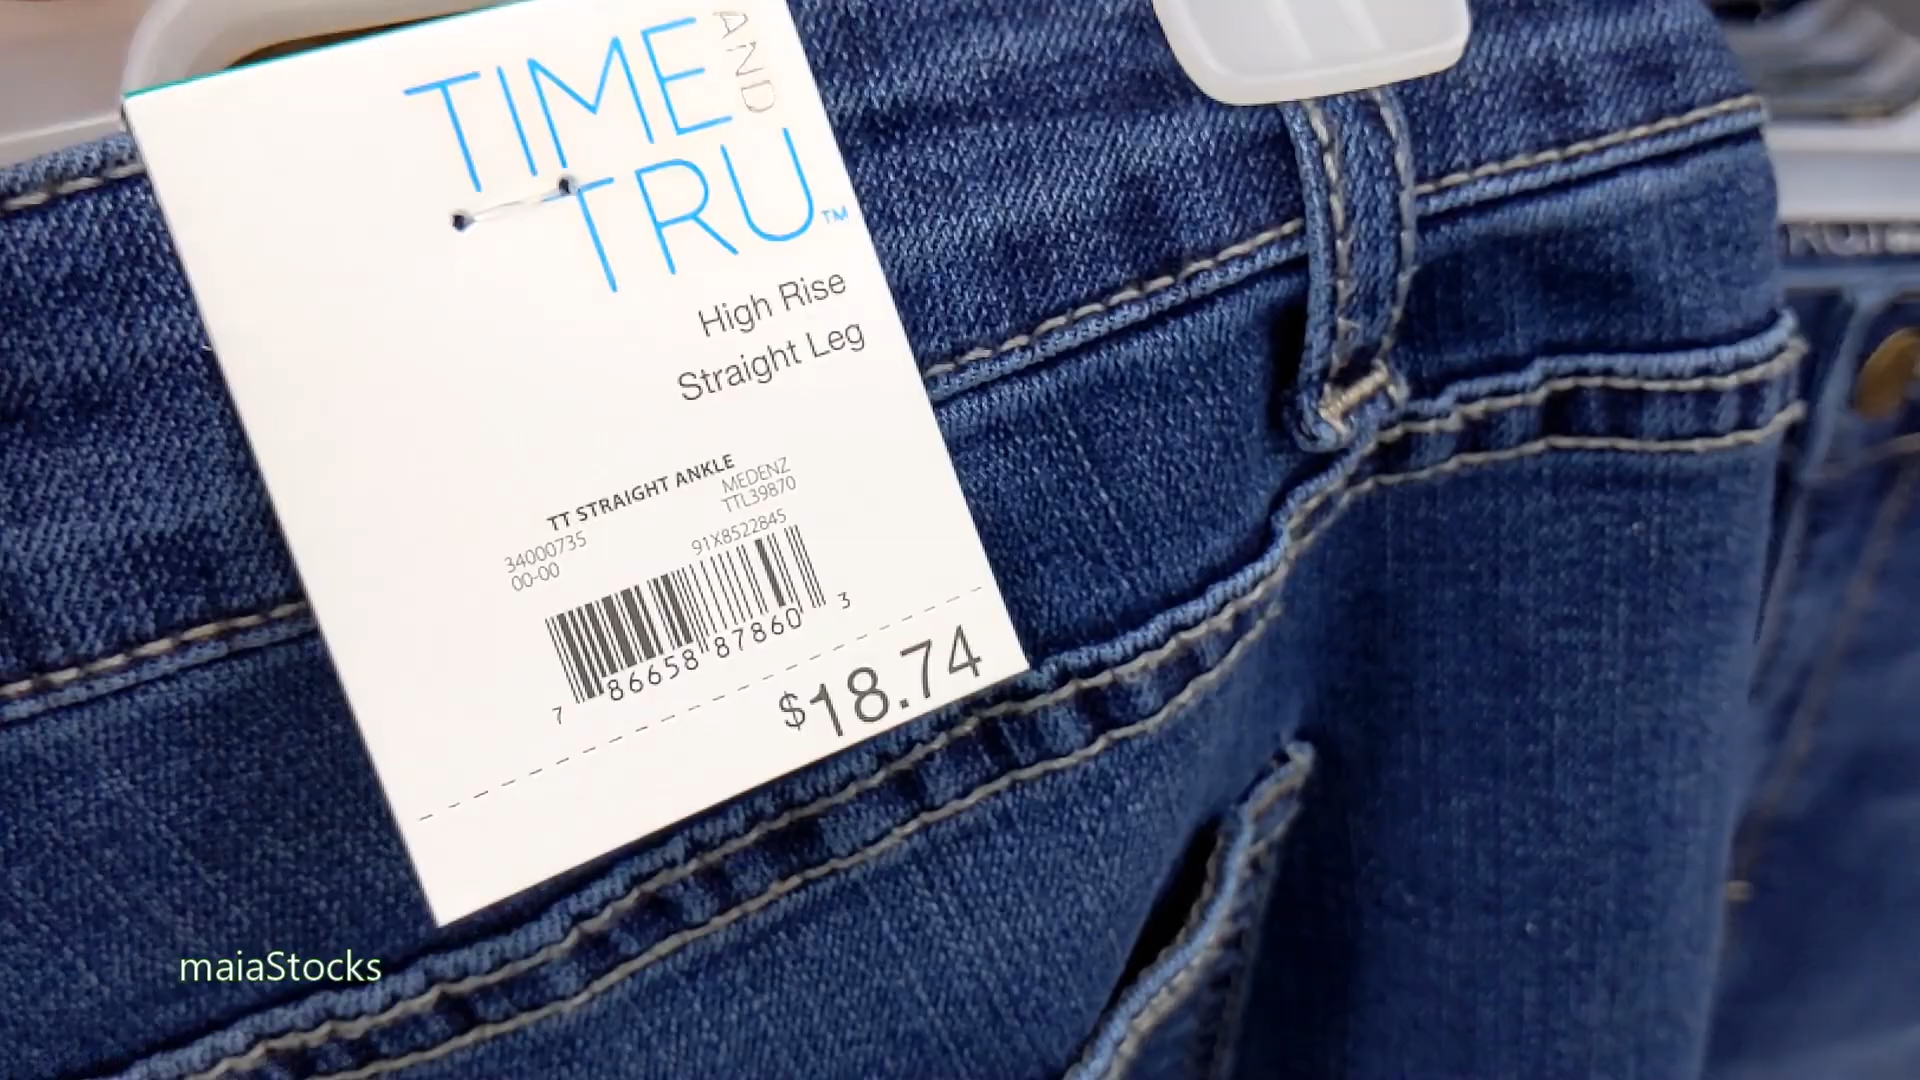 TIME AND
TRU™
High Rise
Straight Leg
TT STRAIGHT ANKLE
MEDENZ
34000735 TTL39870
00-00 91X8522845
7 86658 87860 3
$18.74
maiaStocks